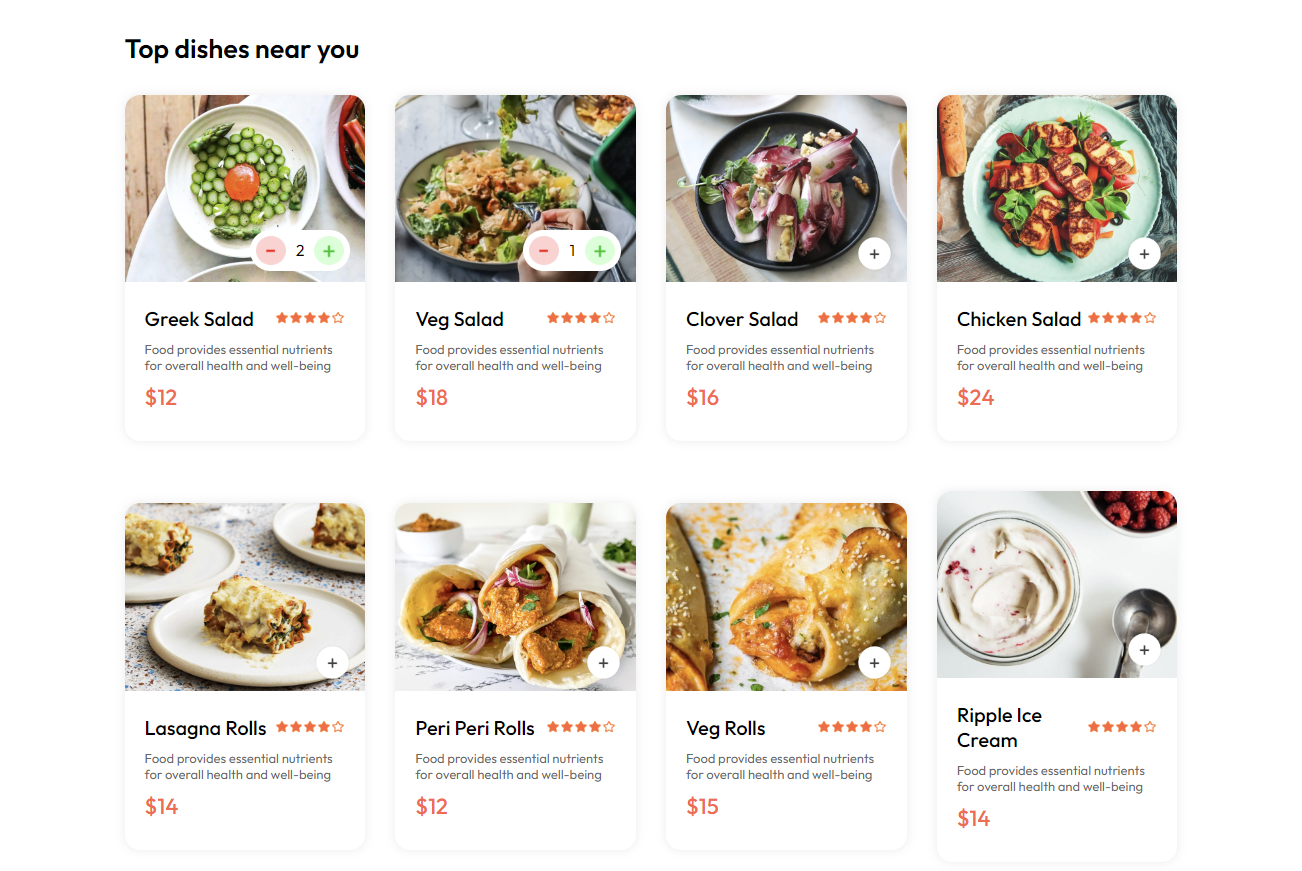 Top dishes near you
2
1
+
+
Greek Salad
Food provides essential nutrients
for overall health and well-being
$12
Veg Salad
Food provides essential nutrients
for overall health and well-being
$18
Clover Salad
Food provides essential nutrients
for overall health and well-being
$16
Chicken Salad
Food provides essential nutrients
for overall health and well-being
$24
+
+
+
+
Lasagna Rolls
Food provides essential nutrients
for overall health and well-being
$14
Peri Peri Rolls
Food provides essential nutrients
for overall health and well-being
$12
Veg Rolls
Food provides essential nutrients
for overall health and well-being
$15
Ripple Ice
Cream
Food provides essential nutrients
for overall health and well-being
$14